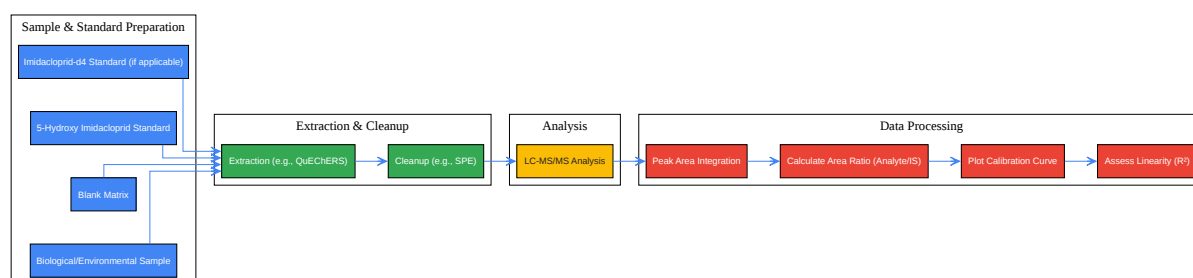 Sample & Standard Preparation
Imidacloprid-d4 Standard (if applicable)
5-Hydroxy Imidacloprid Standard
Blank Matrix
Biological/Environmental Sample
Extraction & Cleanup
Extraction (e.g., QuEChERS)
Cleanup (e.g., SPE)
Analysis
LC-MS/MS Analysis
Data Processing
Peak Area Integration
Calculate Area Ratio (Analyte/IS)
Plot Calibration Curve
Assess Linearity (R²)